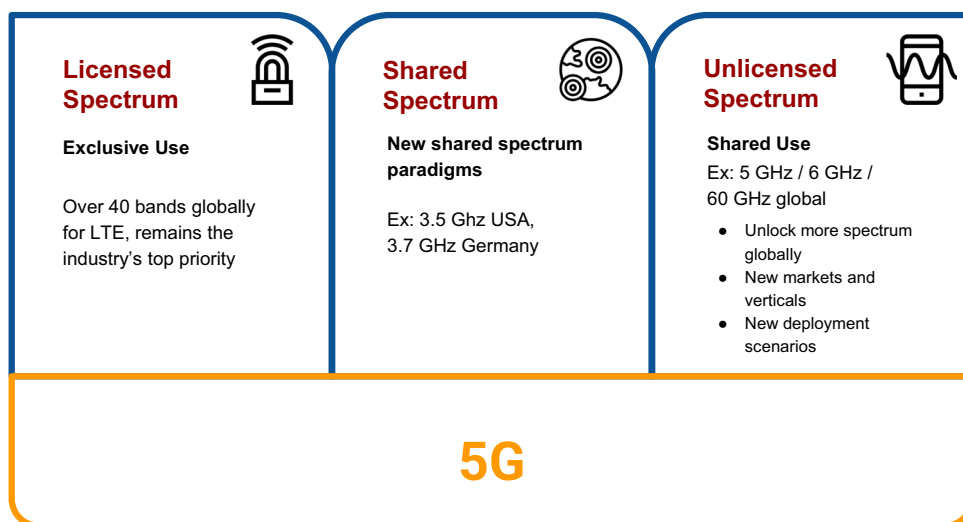 Licensed
Spectrum
Exclusive Use
Over 40 bands globally
for LTE, remains the
industry’s top priority
Shared
Spectrum
New shared spectrum
paradigms
Ex: 3.5 Ghz USA,
3.7 GHz Germany
Unlicensed
Spectrum
Shared Use
Ex: 5 GHz / 6 GHz /
60 GHz global
● Unlock more spectrum
globally
● New markets and
verticals
● New deployment
scenarios
5G